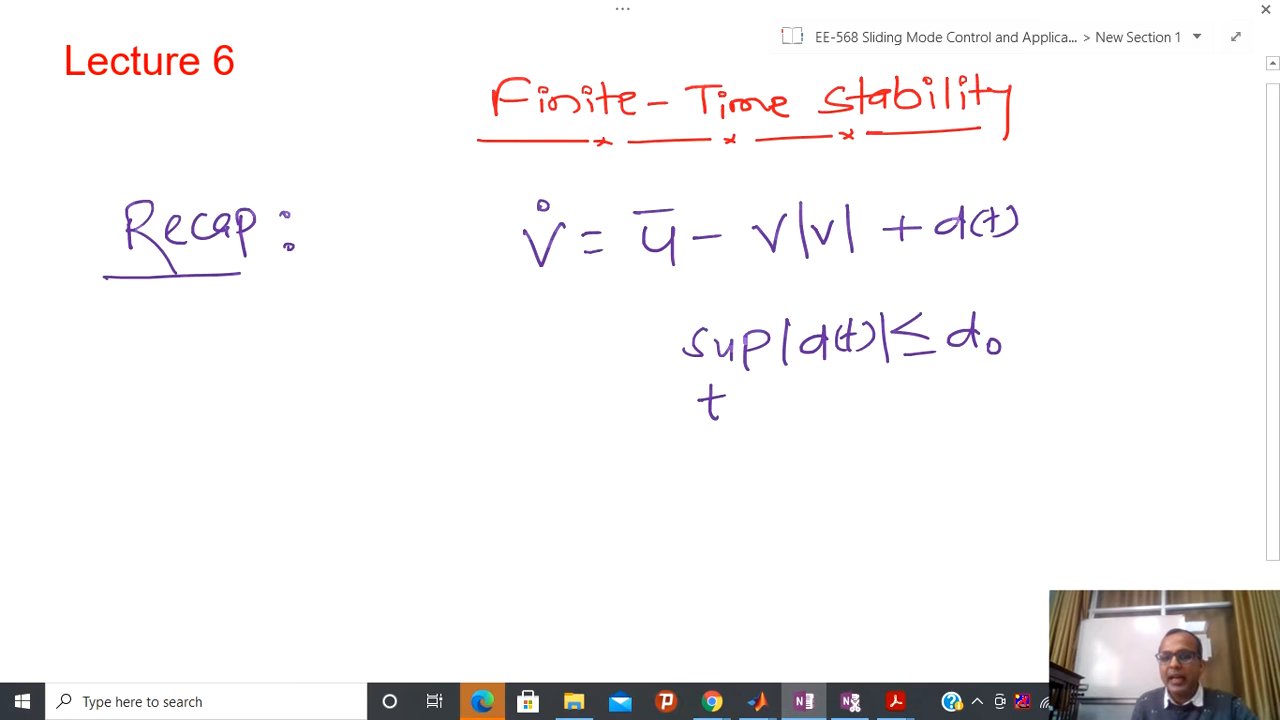 EE-568 Sliding Mode Control and Applica... > New Section 1
Lecture 6
Finite-Time Stability
Recap:
v̇ = ū - v|v| + d(t)
sup|d(t)| ≤ d₀
t
Type here to search